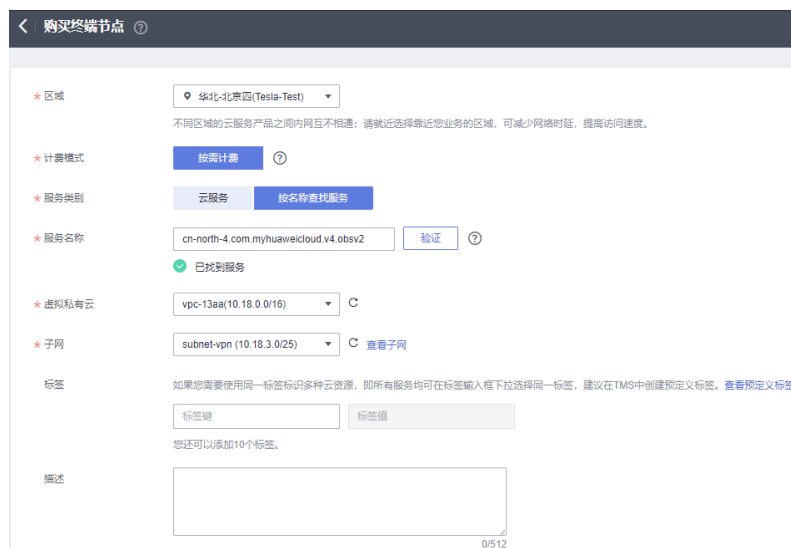 购买终端节点
* 区域 华北-北京四(Tesla-Test)
不同区域的云服务产品之间内网互不相通；请就近选择靠近您业务的区域，可减少网络时延，提高访问速度。
* 计费模式 按需计费
* 服务类别 云服务 按名称查找服务
* 服务名称 cn-north-4.com.myhuaweicloud.v4.obsv2 验证
已找到服务
* 虚拟私有云 vpc-13aa(10.18.0.0/16)
* 子网 subnet-vpn (10.18.3.0/25) 查看子网
标签 如果您需要使用同一标签标识多种云资源，即所有服务均可在标签输入框下拉选择同一标签，建议在TMS中创建预定义标签。查看预定义标签
标签键 标签值
您还可以添加10个标签。
描述
0/512